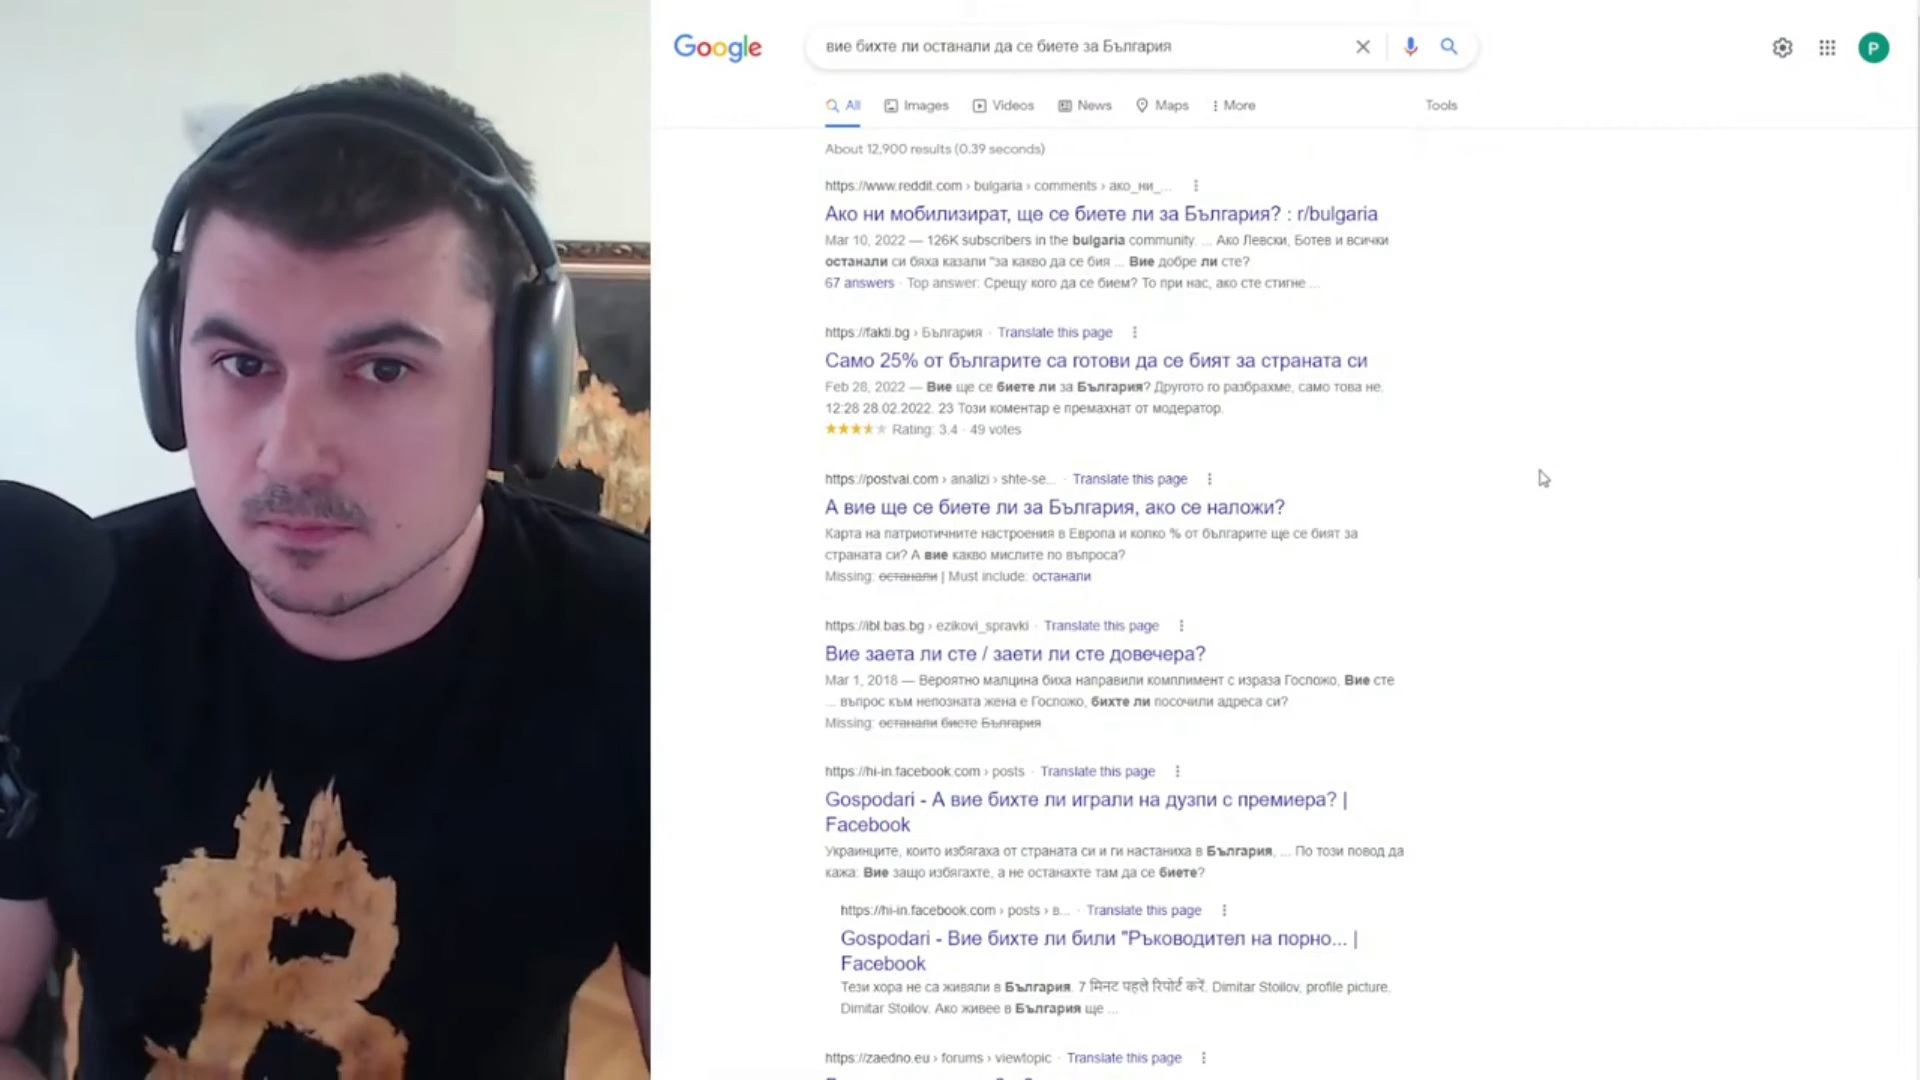 Google
вие бихте ли останали да се биете за България
P
All
Images
Videos
News
Maps
More
Tools
About 12,900 results (0.39 seconds)
https://www.reddit.com › bulgaria › comments › ако_ни_...
Ако ни мобилизират, ще се биете ли за България? : r/bulgaria
Mar 10, 2022 — 126K subscribers in the bulgaria community. ... Ако Левски, Ботев и всички
останали си бяха казали "за какво да се бия ... Вие добре ли сте?
67 answers · Top answer: Срещу кого да се бием? То при нас, ако сте стигне ...
https://fakti.bg › България · Translate this page
Само 25% от българите са готови да се бият за страната си
Feb 28, 2022 — Вие ще се биете ли за България? Другото го разбрахме, само това не.
12:28 28.02.2022. 23 Този коментар е премахнат от модератор.
Rating: 3.4 · 49 votes
https://postvai.com › analizi › shte-se... · Translate this page
А вие ще се биете ли за България, ако се наложи?
Карта на патриотичните настроения в Европа и колко % от българите ще се бият за
страната си? А вие какво мислите по въпроса?
Missing: останали | Must include: останали
https://ibl.bas.bg › ezikovi_spravki · Translate this page
Вие заета ли сте / заети ли сте довечера?
Mar 1, 2018 — Вероятно малцина биха направили комплимент с израза Госпожо, Вие сте
... въпрос към непозната жена е Госпожо, бихте ли посочили адреса си?
Missing: останали биете България
https://hi-in.facebook.com › posts · Translate this page
Gospodari - А вие бихте ли играли на дузпи с премиера? |
Facebook
Украинците, които избягаха от страната си и ги настаниха в България, ... По този повод да
кажа: Вие защо избягахте, а не останахте там да се биете?
https://hi-in.facebook.com › posts › в... · Translate this page
Gospodari - Вие бихте ли били "Ръководител на порно... |
Facebook
Тези хора не са живяли в България. 7 मिनट पहले रिपोर्ट करें. Dimitar Stoilov, profile picture.
Dimitar Stoilov. Ако живее в България ще ...
https://zaedno.eu › forums › viewtopic · Translate this page